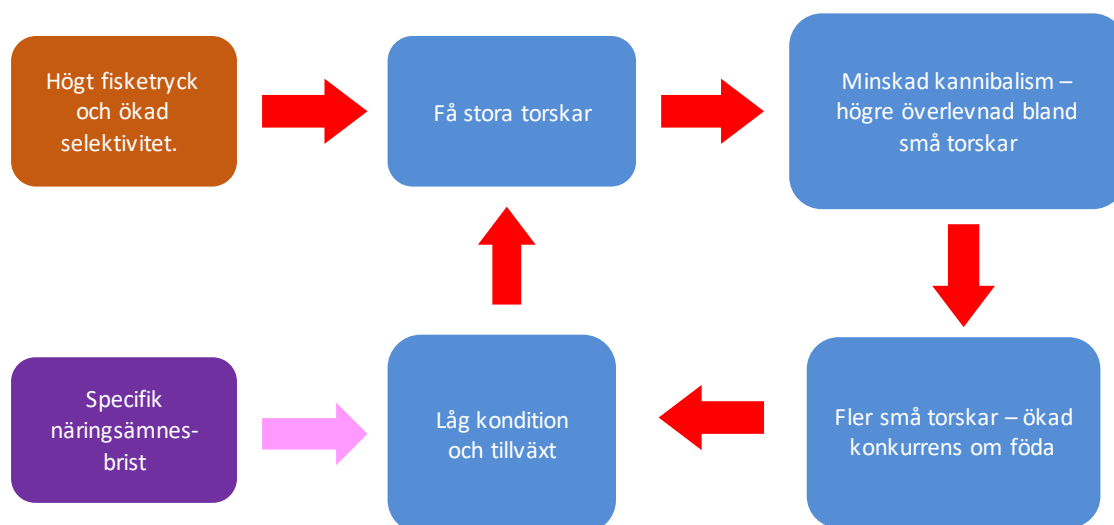 Högt fisketryck
och ökad
selektivitet.
Få stora torskar
Minskad kannibalism –
högre överlevnad bland
små torskar
Specifik
näringsämnes-
brist
Låg kondition
och tillväxt
Fler små torskar – ökad
konkurrens om föda